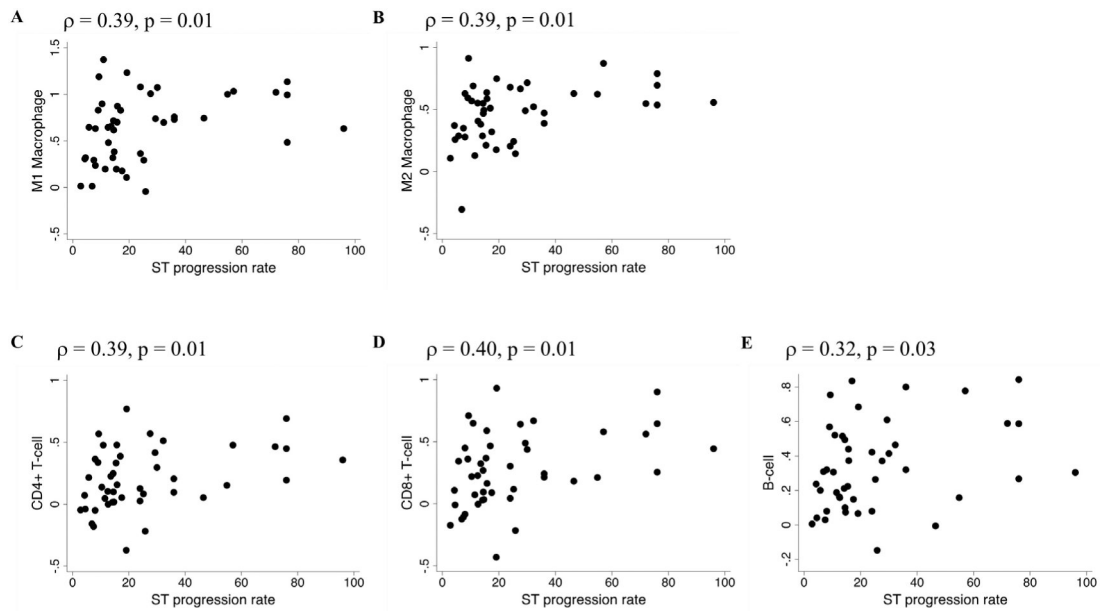 A
ρ = 0.39, p = 0.01
M1 Macrophage
1.5
1
.5
0
-.5
0 20 40 60 80 100
ST progression rate
B
ρ = 0.39, p = 0.01
M2 Macrophage
1
.5
0
-.5
0 20 40 60 80 100
ST progression rate
C
ρ = 0.39, p = 0.01
CD4+ T-cell
1
.5
0
-.5
0 20 40 60 80 100
ST progression rate
D
ρ = 0.40, p = 0.01
CD8+ T-cell
1
.5
0
-.5
0 20 40 60 80 100
ST progression rate
E
ρ = 0.32, p = 0.03
B-cell
.8
.6
.4
.2
0
-.2
0 20 40 60 80 100
ST progression rate